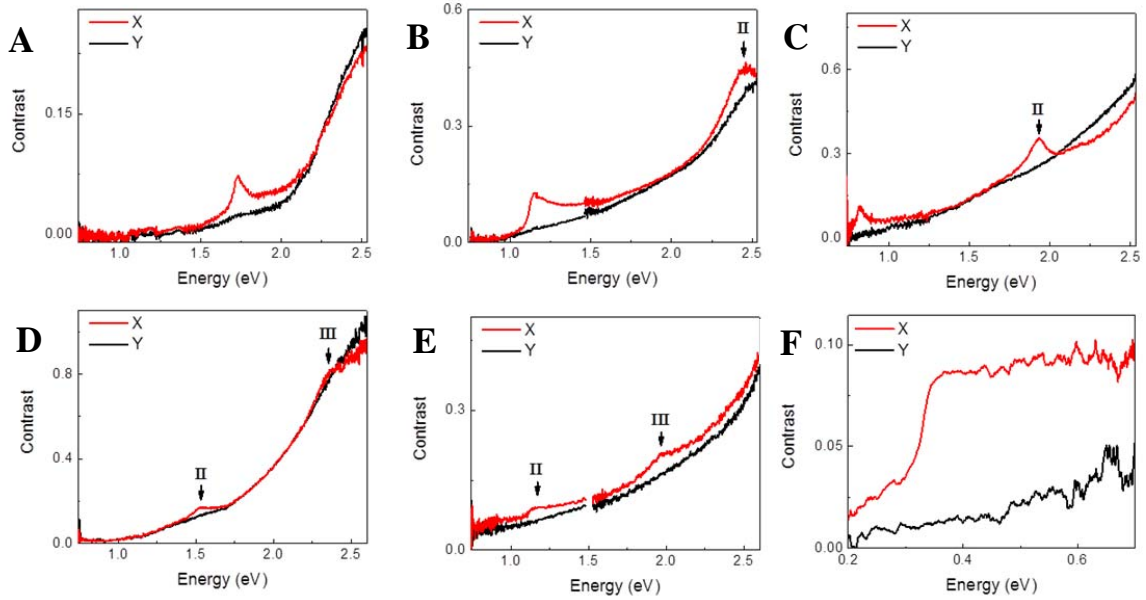 A
X
Y
0.15
0.00
Contrast
1.0 1.5 2.0 2.5
Energy (eV)
B
X
Y
II
0.6
0.3
0.0
Contrast
1.0 1.5 2.0 2.5
Energy (eV)
C
X
Y
II
0.6
0.3
0.0
Contrast
1.0 1.5 2.0 2.5
Energy (eV)
D
X
Y
II
III
0.8
0.4
0.0
Contrast
1.0 1.5 2.0 2.5
Energy (eV)
E
X
Y
II
III
0.3
0.0
Contrast
1.0 1.5 2.0 2.5
Energy (eV)
F
X
Y
0.10
0.05
0.00
Contrast
0.2 0.4 0.6
Energy (eV)